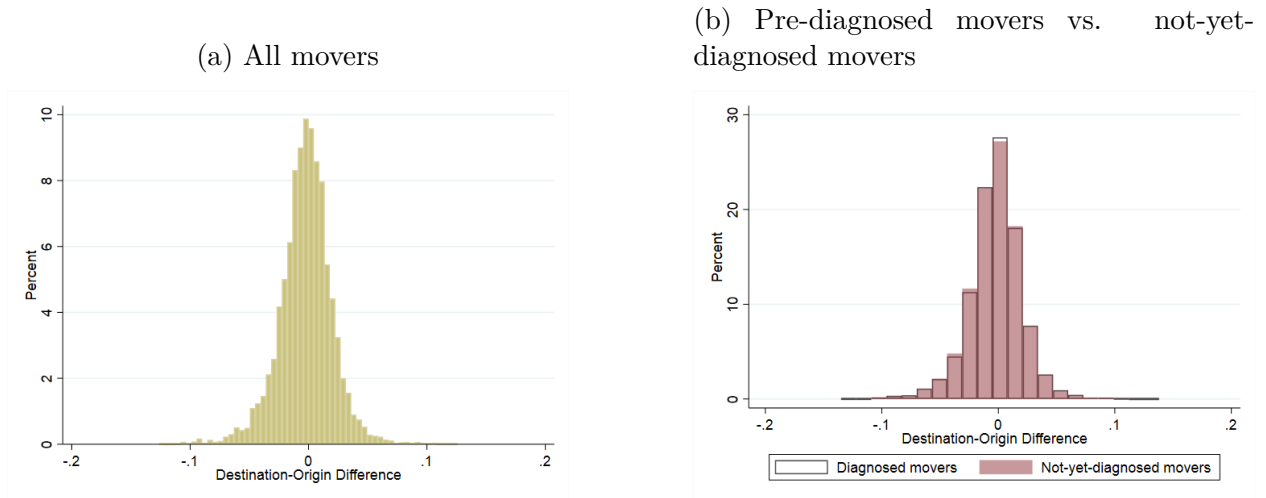 (a) All movers
10
8
6
4
2
0
Percent
-.2
-.1
0
.1
.2
Destination-Origin Difference
(b) Pre-diagnosed movers vs. not-yet-
diagnosed movers
30
20
10
0
Percent
-.2
-.1
0
.1
.2
Destination-Origin Difference
Diagnosed movers
Not-yet-diagnosed movers